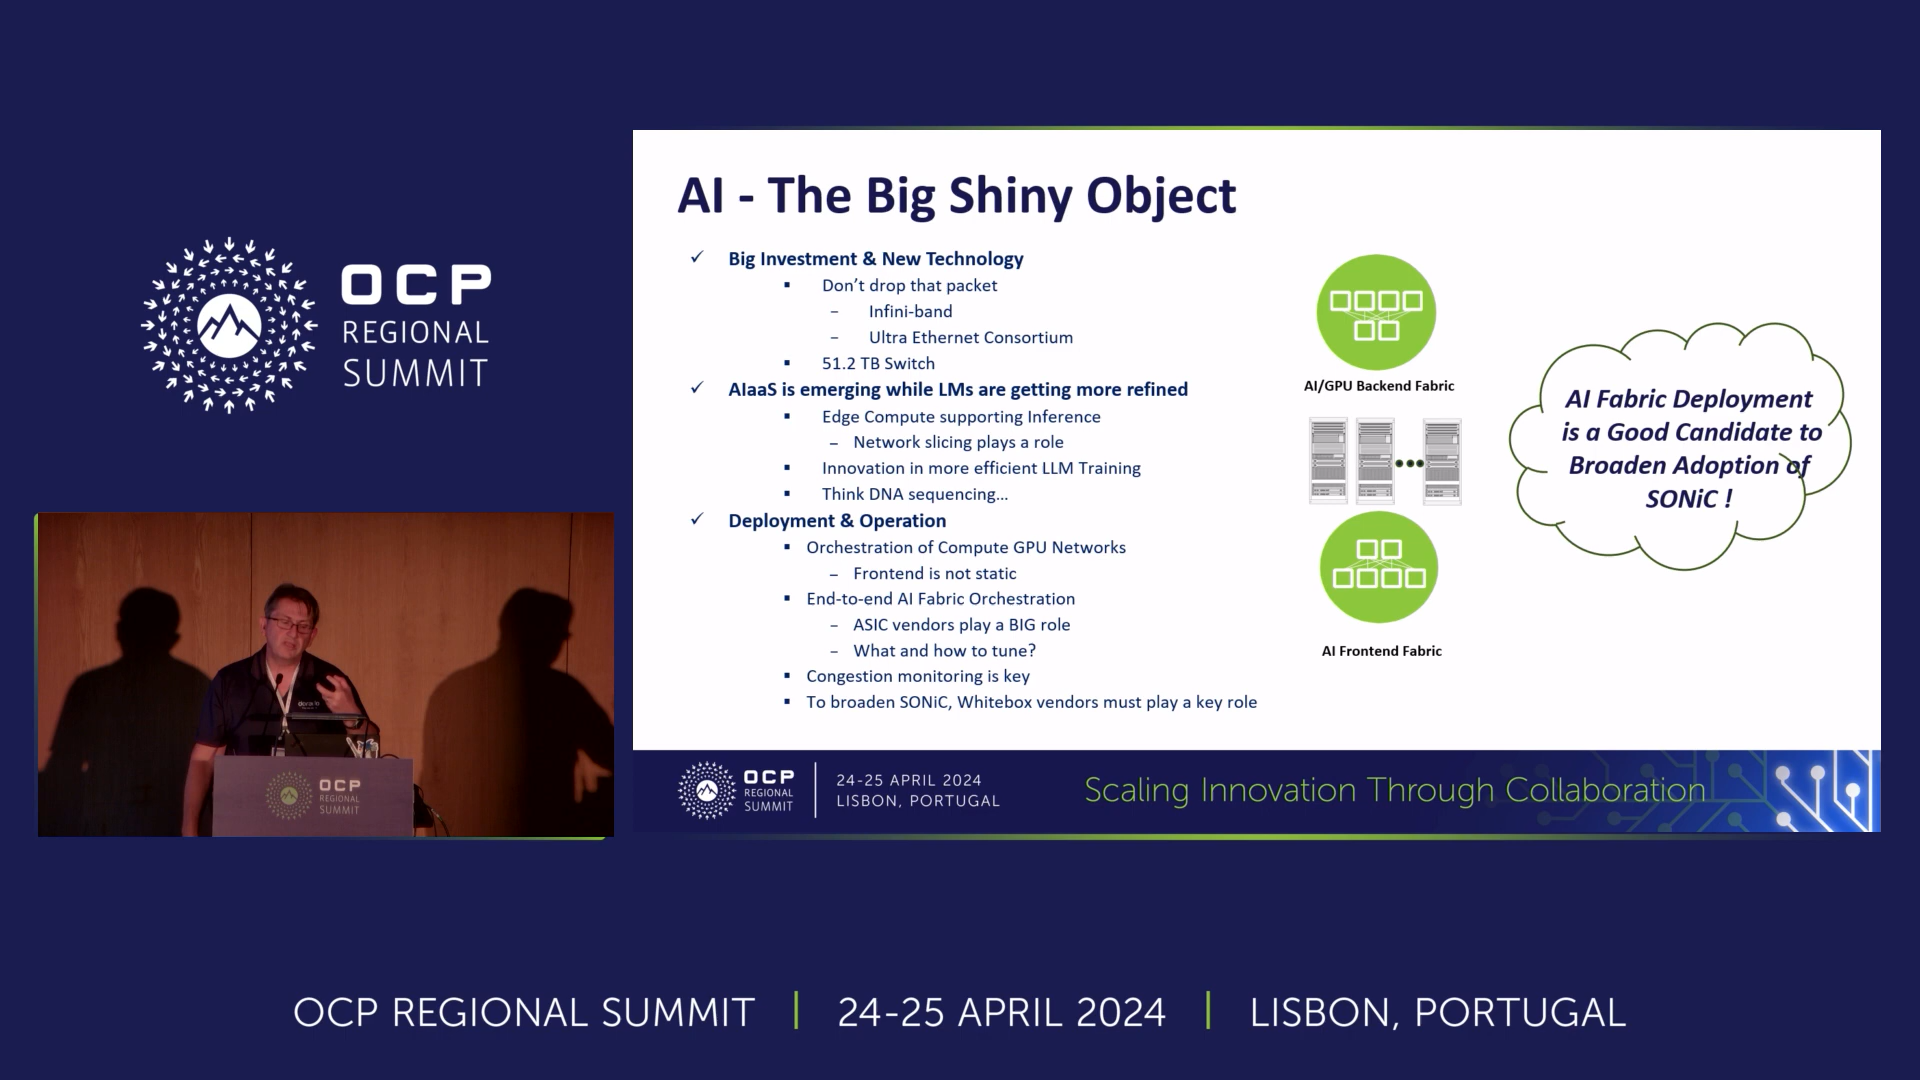 OCP
REGIONAL
SUMMIT
AI - The Big Shiny Object
✓ Big Investment & New Technology
▪ Don’t drop that packet
– Infini-band
– Ultra Ethernet Consortium
▪ 51.2 TB Switch
✓ AIaaS is emerging while LMs are getting more refined
▪ Edge Compute supporting Inference
– Network slicing plays a role
▪ Innovation in more efficient LLM Training
▪ Think DNA sequencing...
✓ Deployment & Operation
▪ Orchestration of Compute GPU Networks
– Frontend is not static
▪ End-to-end AI Fabric Orchestration
– ASIC vendors play a BIG role
– What and how to tune?
▪ Congestion monitoring is key
▪ To broaden SONiC, Whitebox vendors must play a key role
AI/GPU Backend Fabric
AI Frontend Fabric
AI Fabric Deployment
is a Good Candidate to
Broaden Adoption of
SONiC !
OCP
REGIONAL
SUMMIT
24-25 APRIL 2024
LISBON, PORTUGAL
Scaling Innovation Through Collaboration
OCP
REGIONAL
SUMMIT
OCP REGIONAL SUMMIT | 24-25 APRIL 2024 | LISBON, PORTUGAL